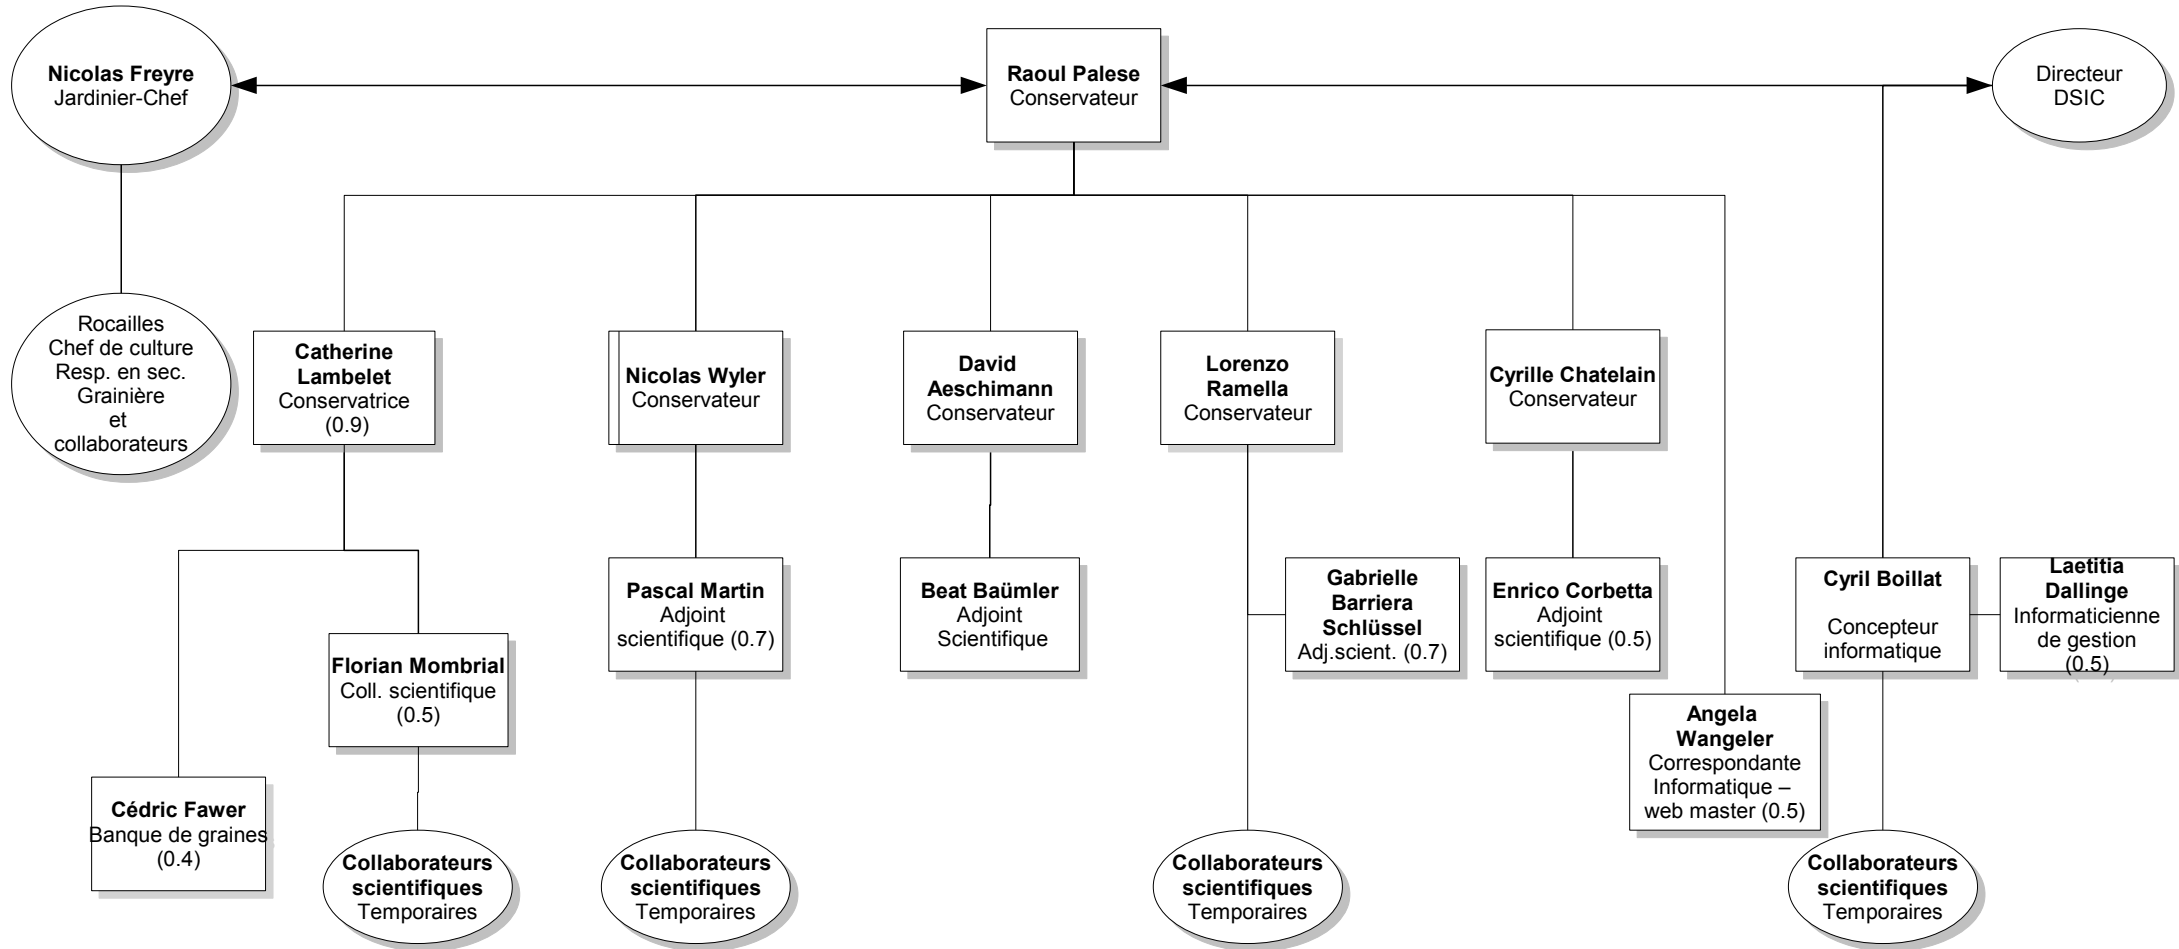 Nicolas Freyre
Jardinier-Chef
Raoul Palese
Conservateur
Directeur
DSIC
Rocailles
Chef de culture
Resp. en sec.
Grainière
et
collaborateurs
Catherine
Lambelet
Conservatrice
(0.9)
Nicolas Wyler
Conservateur
David
Aeschimann
Conservateur
Lorenzo
Ramella
Conservateur
Cyrille Chatelain
Conservateur
Pascal Martin
Adjoint
scientifique (0.7)
Beat Baümler
Adjoint
Scientifique
Gabrielle
Barriera
Schlüssel
Adj.scient. (0.7)
Enrico Corbetta
Adjoint
scientifique (0.5)
Cyril Boillat
Concepteur
informatique
Laetitia
Dallinge
Informaticienne
de gestion
(0.5)
Florian Mombrial
Coll. scientifique
(0.5)
Angela
Wangeler
Correspondante
Informatique –
web master (0.5)
Cédric Fawer
Banque de graines
(0.4)
Collaborateurs
scientifiques
Temporaires
Collaborateurs
scientifiques
Temporaires
Collaborateurs
scientifiques
Temporaires
Collaborateurs
scientifiques
Temporaires